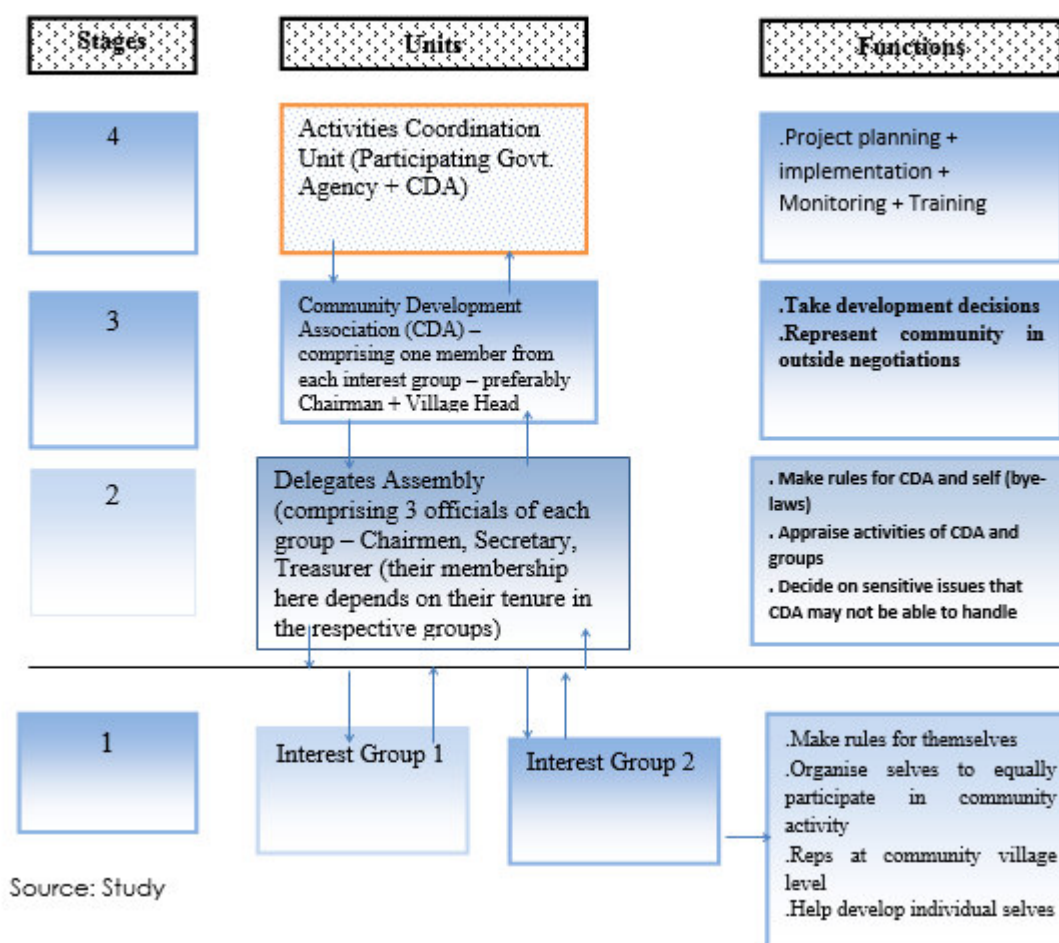 Stages
Units
Functions
4
Activities Coordination
Unit (Participating Govt.
Agency + CDA)
.Project planning +
implementation +
Monitoring + Training
3
Community Development
Association (CDA) –
comprising one member from
each interest group – preferably
Chairman + Village Head
.Take development decisions
.Represent community in
outside negotiations
2
Delegates Assembly
(comprising 3 officials of each
group – Chairmen, Secretary,
Treasurer (their membership
here depends on their tenure in
the respective groups)
. Make rules for CDA and self (bye-
laws)
. Appraise activities of CDA and
groups
. Decide on sensitive issues that
CDA may not be able to handle
1
Interest Group 1
Interest Group 2
.Make rules for themselves
.Organise selves to equally
participate in community
activity
.Reps at community village
level
.Help develop individual selves
Source: Study